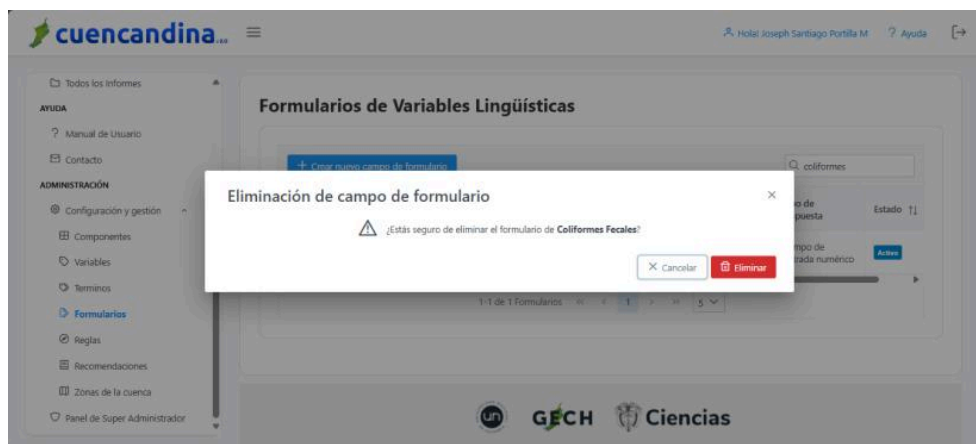 cuencandina
Hola! Joseph Santiago Portilla M
? Ayuda
Todos los Informes
AYUDA
? Manual de Usuario
Contacto
ADMINISTRACIÓN
Configuración y gestión
Componentes
Variables
Terminos
Formularios
Reglas
Recomendaciones
Zonas de la cuenca
Panel de Super Administrador
Formularios de Variables Lingüísticas
+ Crear nuevo campo de formulario
coliformes
Estado
Activo
Eliminación de campo de formulario
¿Estás seguro de eliminar el formulario de Coliformes Fecales?
Cancelar
Eliminar
1-1 de 1 Formularios
1
5
un
GECH
Ciencias